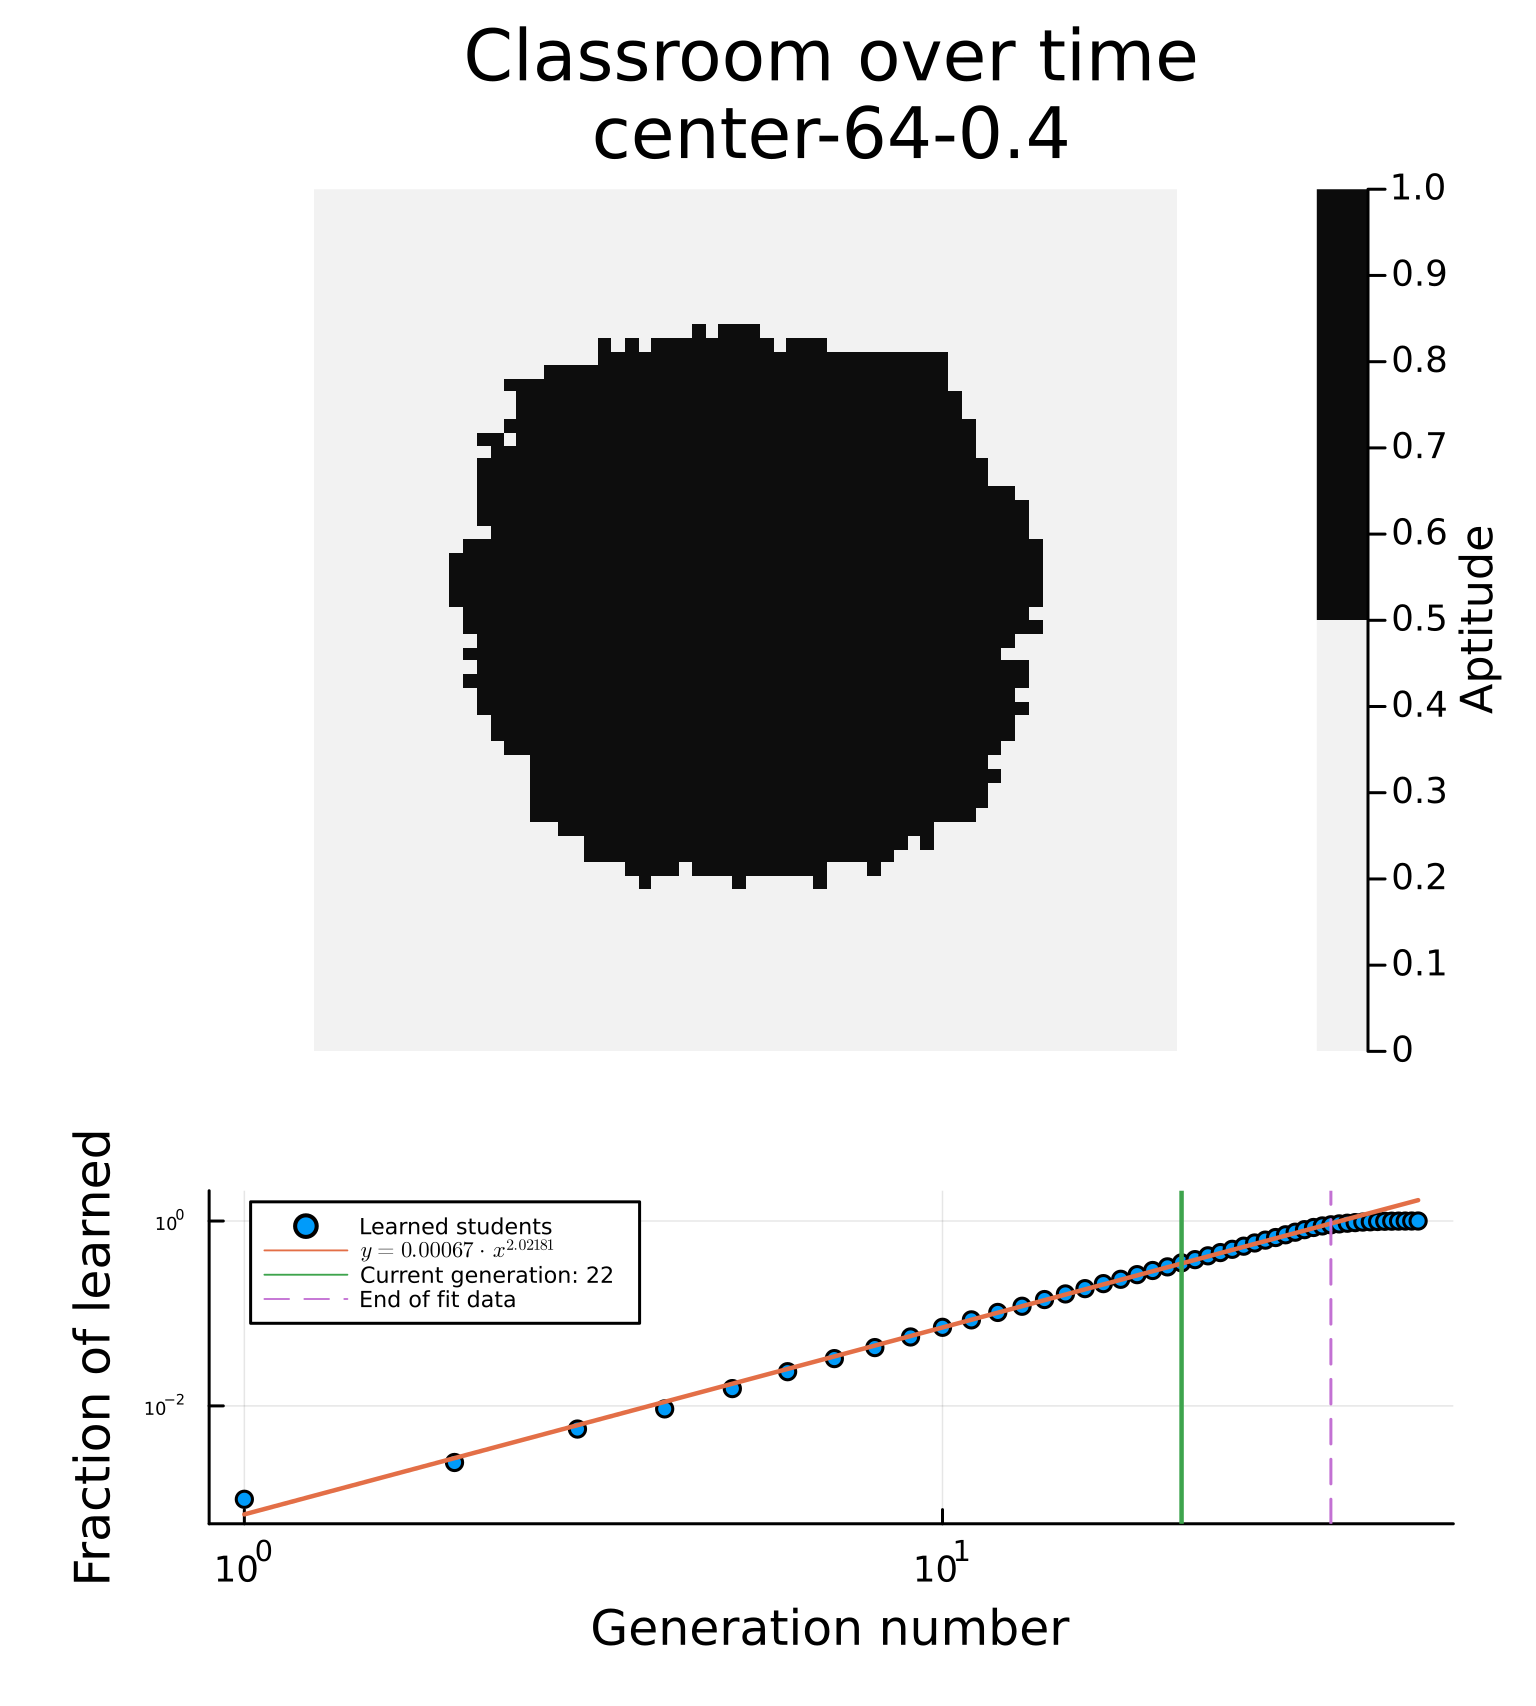 Classroom over time
center-64-0.4
1.0
0.9
0.8
0.7
0.6
0.5
0.4
0.3
0.2
0.1
0
Aptitude
Fraction of learned
10^0
10^−2
Learned students
y = 0.00067 · x^2.02181
Current generation: 22
End of fit data
10^0
10^1
Generation number